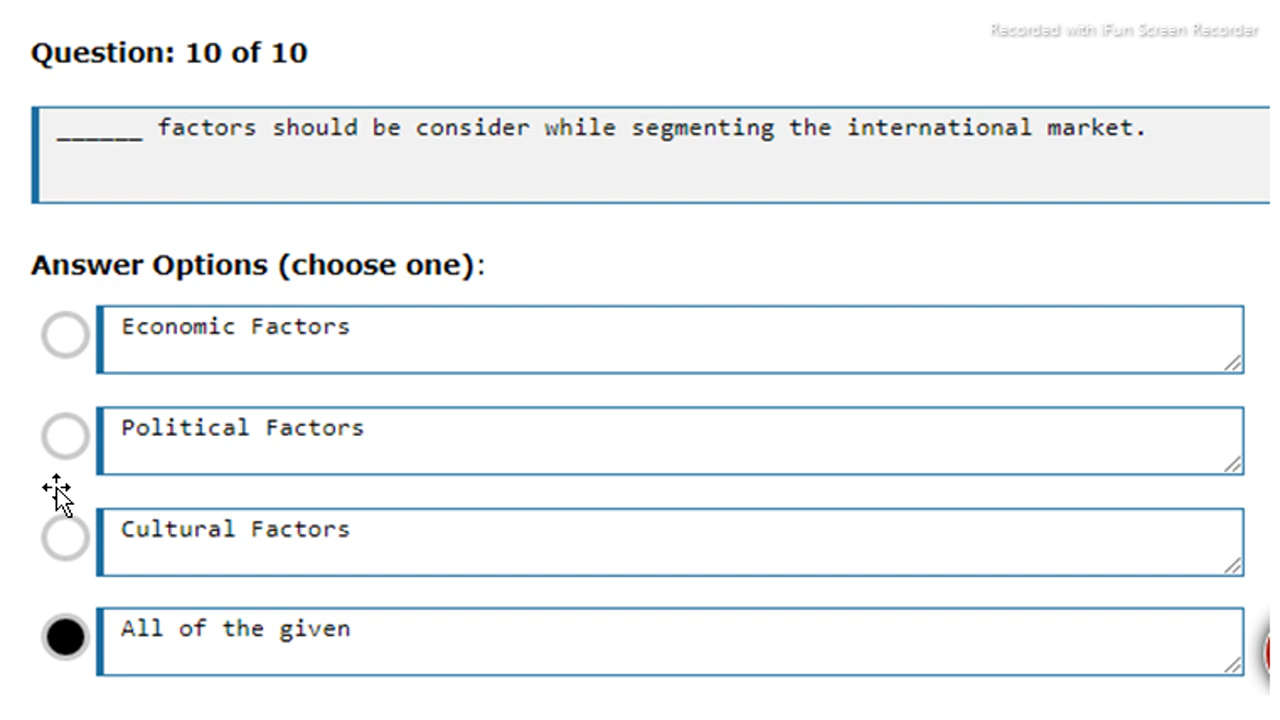 Recorded with iFun Screen Recorder
Question: 10 of 10
______ factors should be consider while segmenting the international market.
Answer Options (choose one):
Economic Factors
Political Factors
Cultural Factors
All of the given